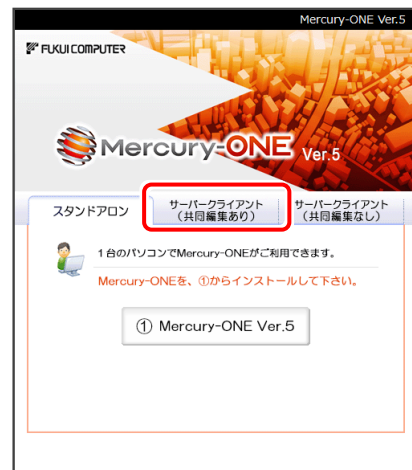 Mercury-ONE Ver.5
FUKUI COMPUTER
Mercury-ONE Ver.5
スタンドアロン
サーバークライアント
（共同編集あり）
サーバークライアント
（共同編集なし）
1台のパソコンでMercury-ONEがご利用できます。
Mercury-ONEを、①からインストールして下さい。
① Mercury-ONE Ver.5